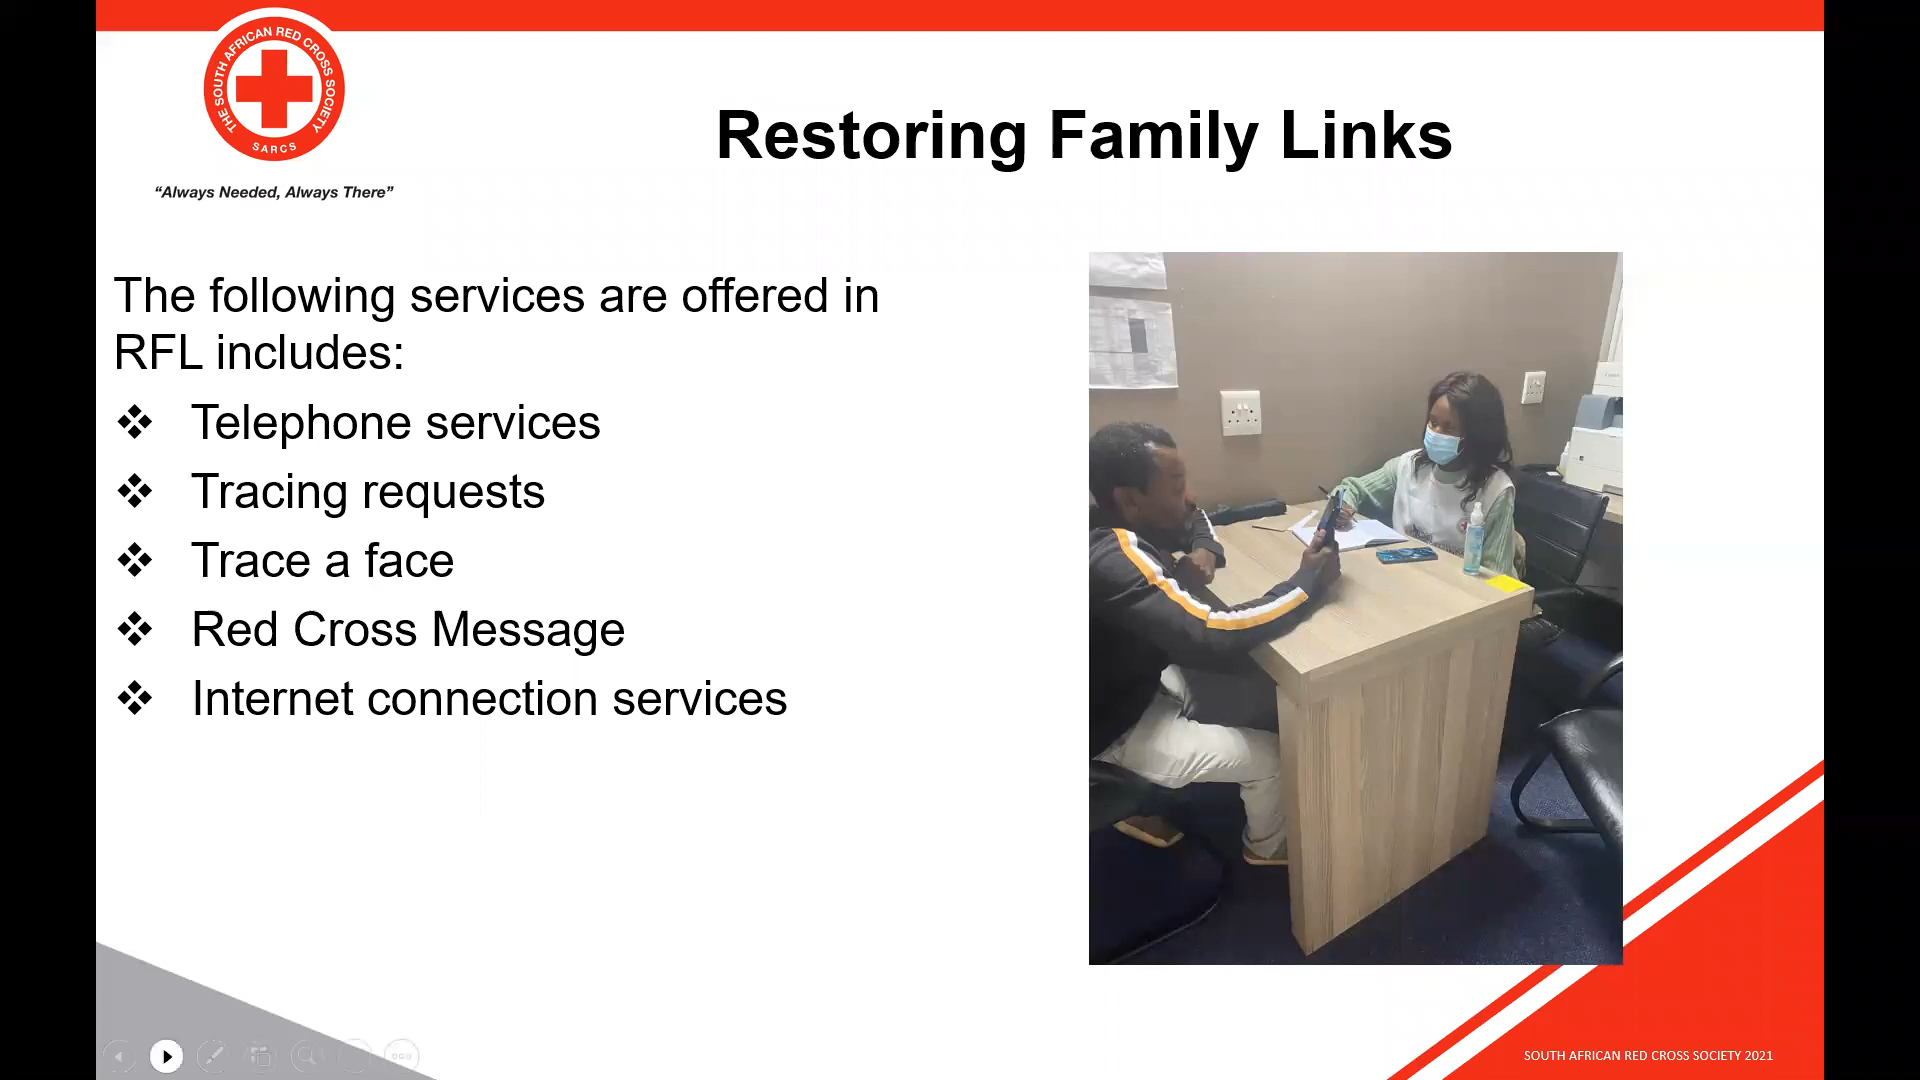 THE SOUTH AFRICAN RED CROSS SOCIETY
SARCS
“Always Needed, Always There”
Restoring Family Links
The following services are offered in
RFL includes:
❖ Telephone services
❖ Tracing requests
❖ Trace a face
❖ Red Cross Message
❖ Internet connection services
SOUTH AFRICAN RED CROSS SOCIETY 2021